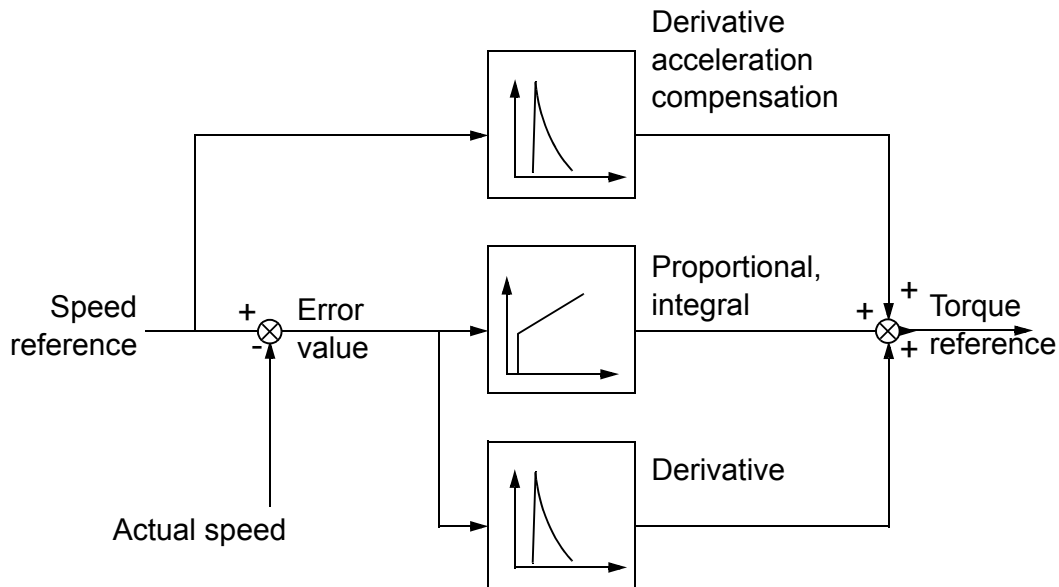 Derivative
acceleration
compensation
Proportional,
integral
+
+
Speed
reference
+
-
Error
value
Torque
reference
+
Derivative
Actual speed